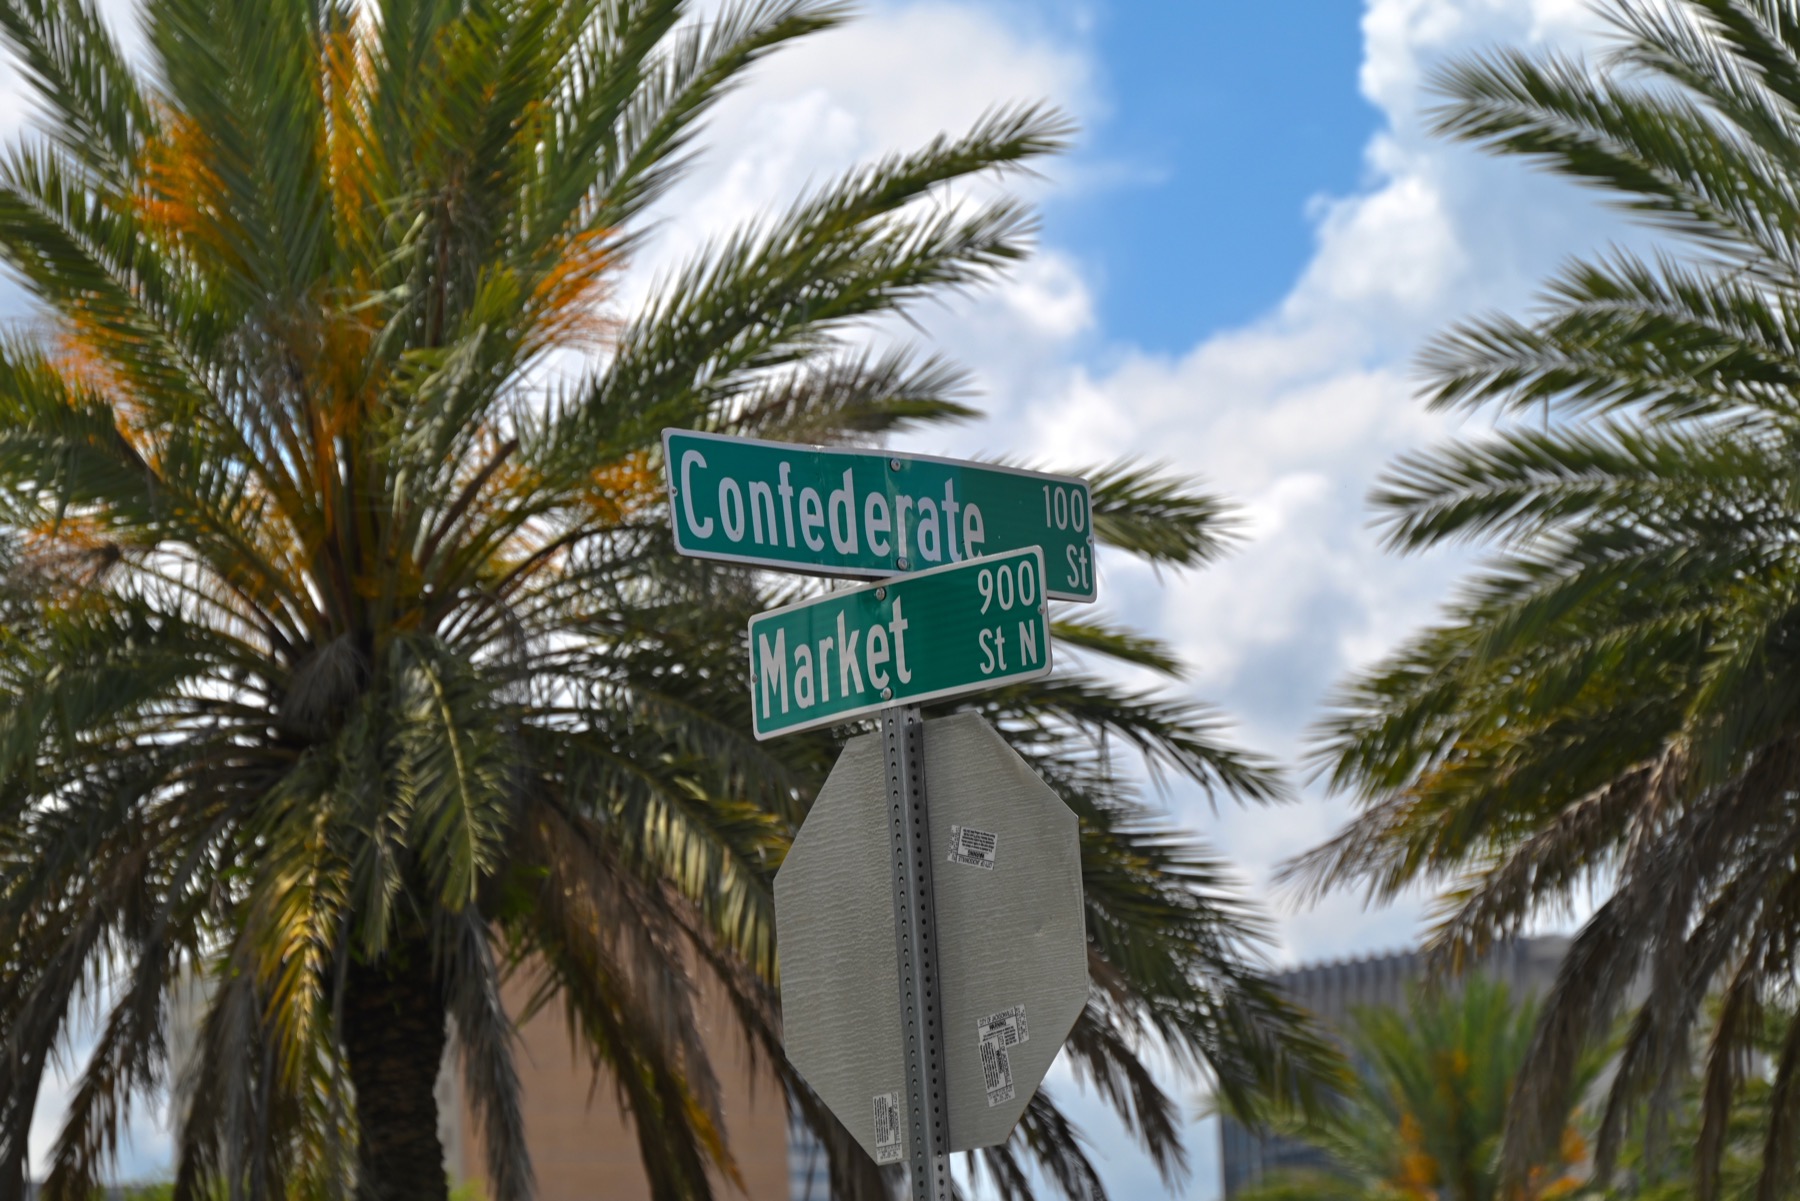 Confederate 100
St
Market 900
St N